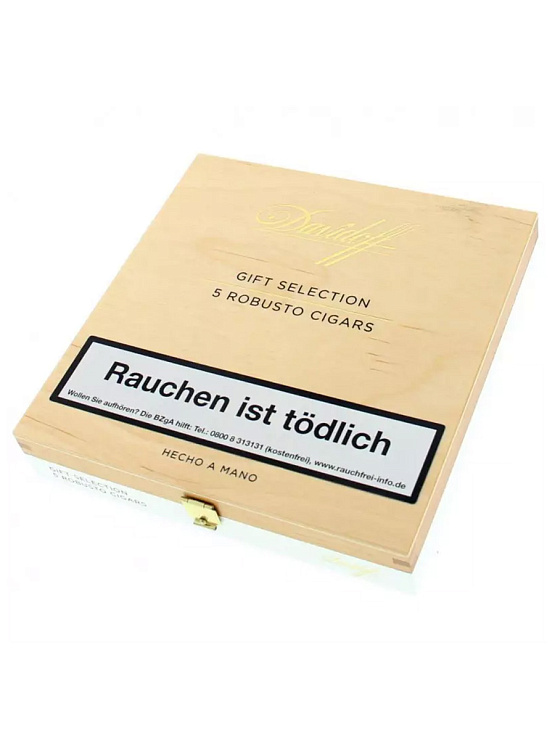 Davidoff
GIFT SELECTION
5 ROBUSTO CIGARS
Rauchen ist tödlich
Wollen Sie aufhören? Die BZgA hilft: Tel.: 0800 8 313131 (kostenfrei), www.rauchfrei-info.de
HECHO A MANO
GIFT SELECTION
5 ROBUSTO CIGARS